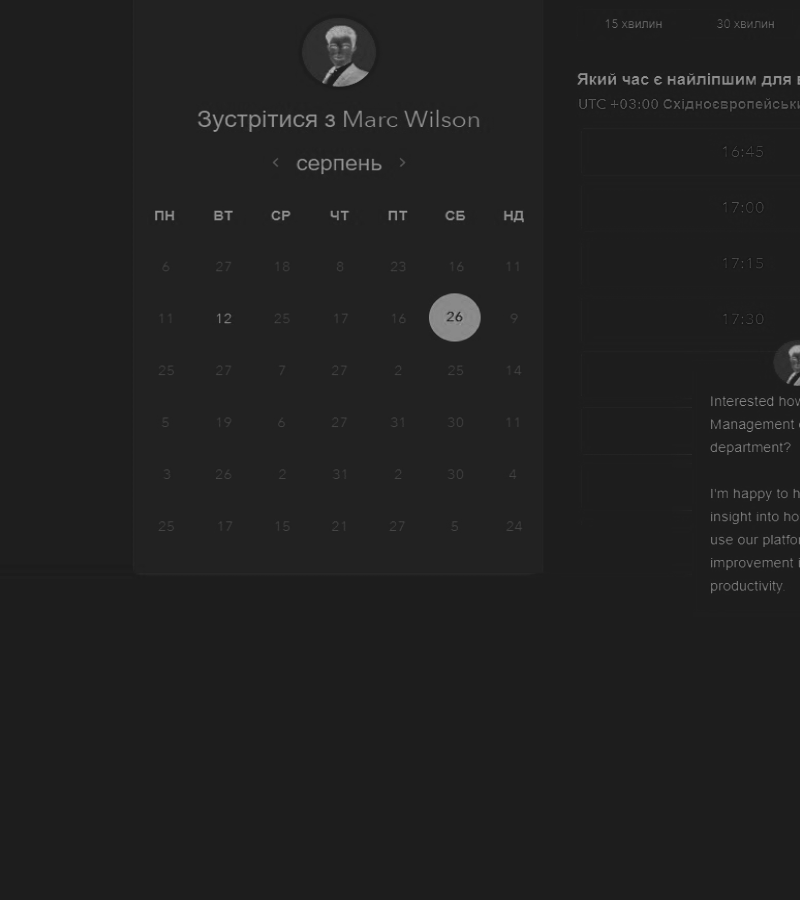 15 хвилин 30 хвилин
Зустрітися з Marc Wilson
серпень
ПН ВТ СР ЧТ ПТ СБ НД
6 27 18 8 23 16 11
11 12 25 17 16 26 9
25 27 7 27 2 25 14
5 19 6 27 31 30 11
3 26 2 31 2 30 4
25 17 15 21 27 5 24
Який час є найліпшим для
UTC +03:00 Східноєвропейськ
16:45
17:00
17:15
17:30
Interested how
Management
department?
I'm happy to h
insight into ho
use our platfo
improvement i
productivity.